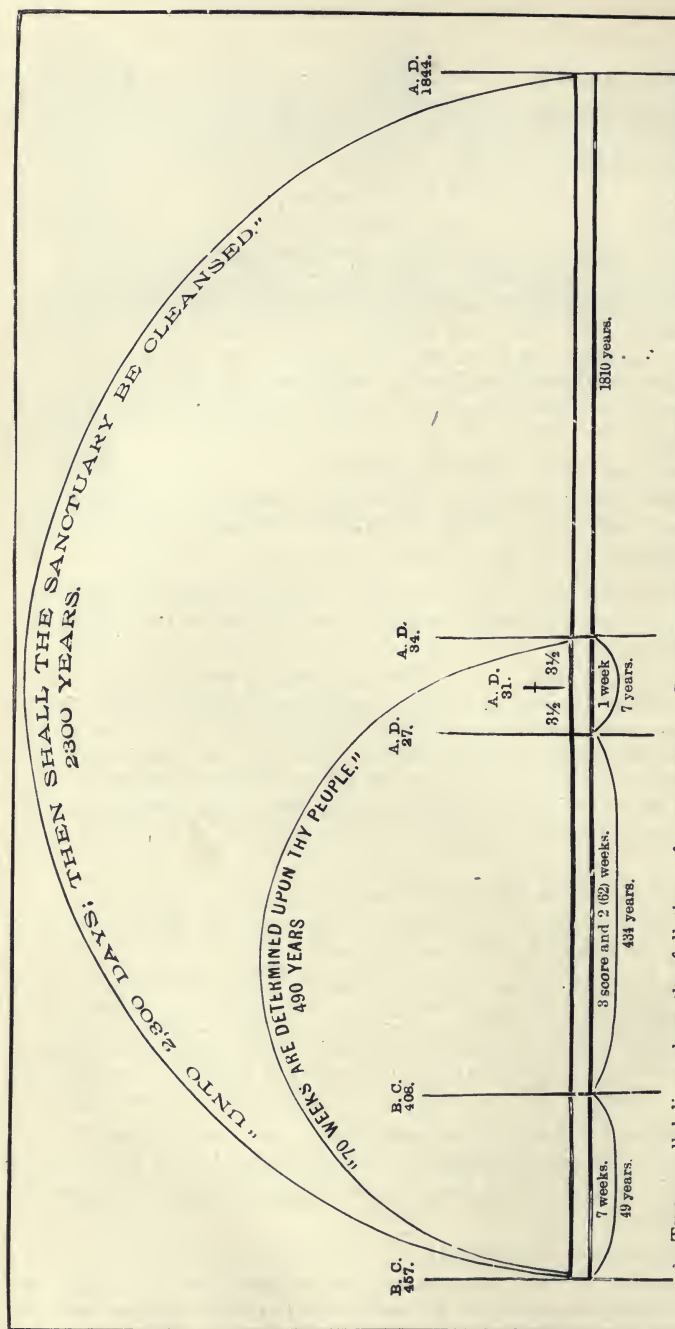 "UNTO 2,300 DAYS; THEN SHALL THE SANCTUARY BE CLEANSED."
2300 YEARS.
"70 WEEKS ARE DETERMINED UPON THY PEOPLE."
490 YEARS
B. C.
457.
B. C.
408.
A. D.
27.
A. D.
31.
A. D.
34.
A. D.
1844.
3½
3½
7 weeks.
49 years.
3 score and 2 (62) weeks.
434 years.
1 week
7 years.
1810 years.